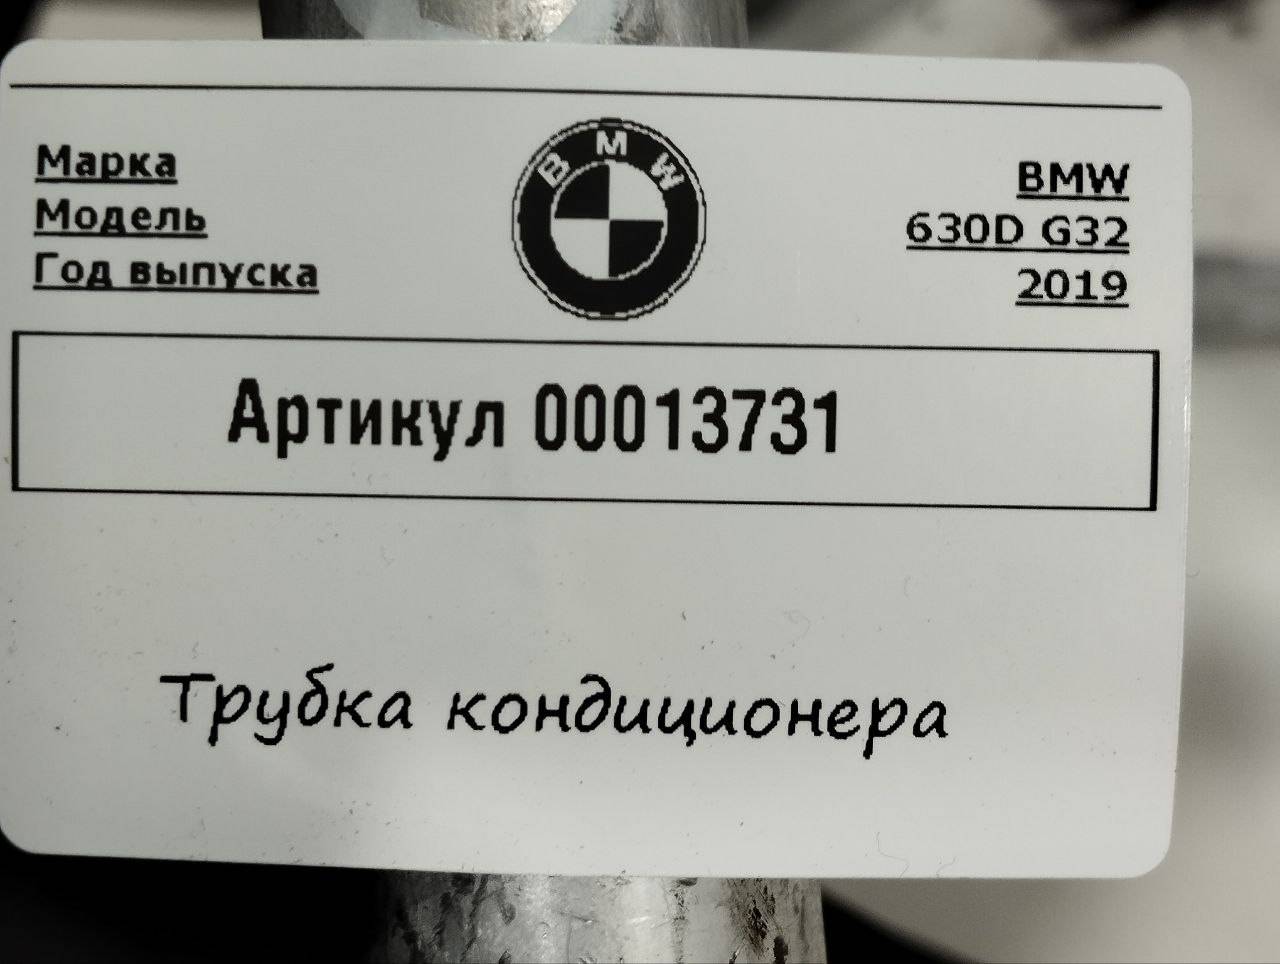 Марка
BMW
BMW
Модель
630D G32
Год выпуска
2019
Артикул 00013731
Трубка кондиционера